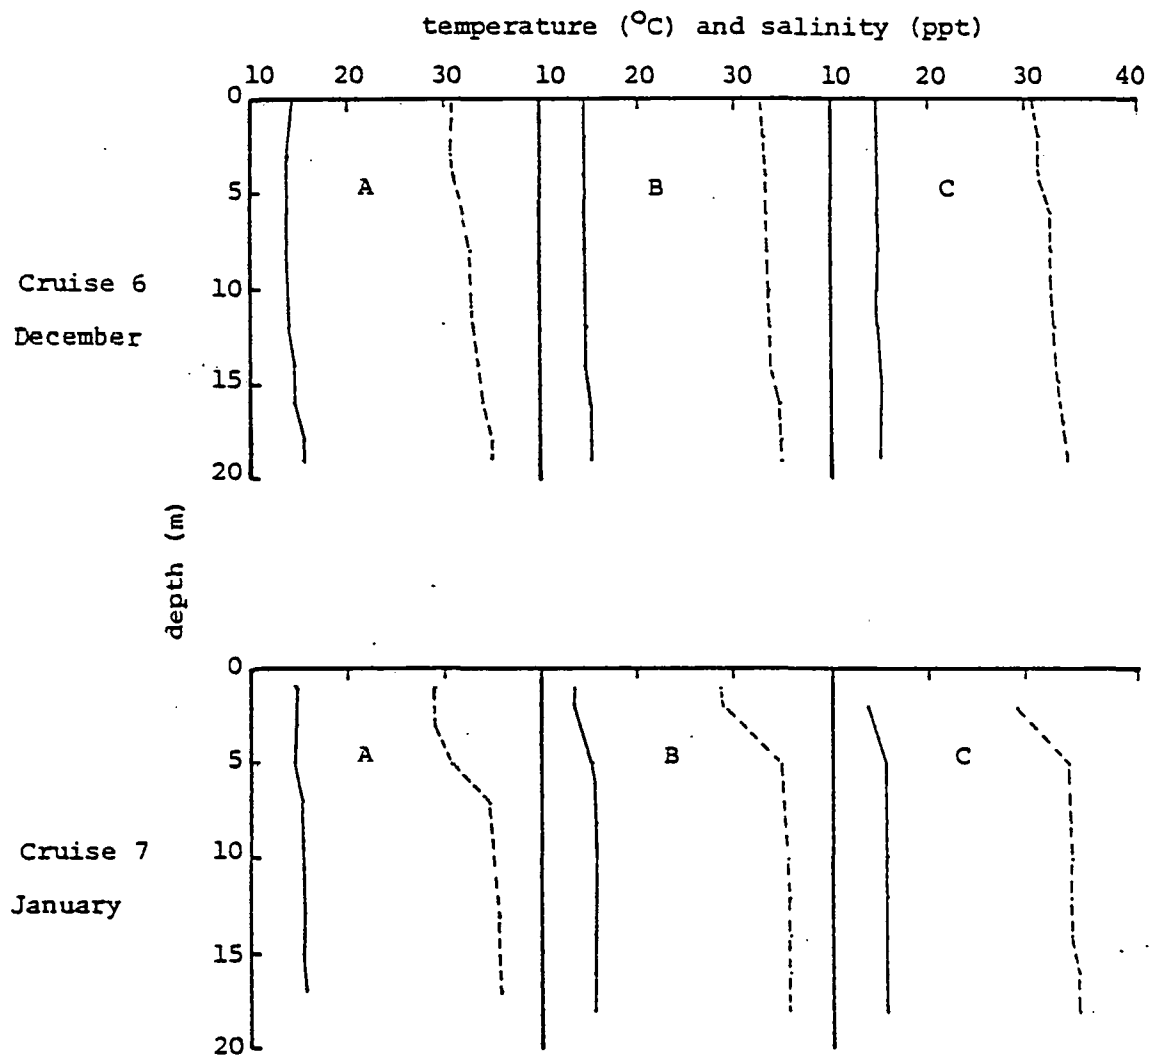 temperature (°C) and salinity (ppt)
10 20 30 10 20 30 10 20 30 40
0
A B C
5
Cruise 6
10
December
15
20
depth (m)
0
A B C
5
Cruise 7
10
January
15
20